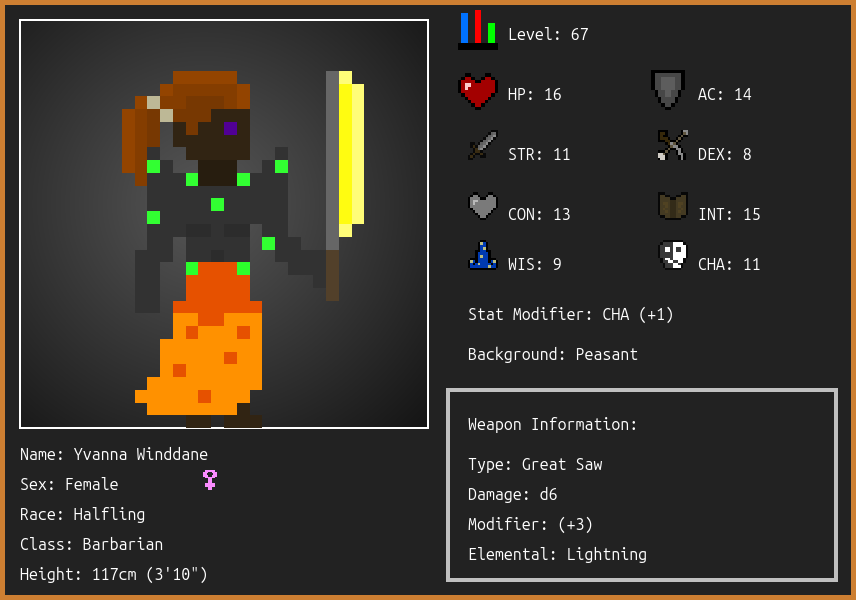 Level: 67
HP: 16
AC: 14
STR: 11
DEX: 8
CON: 13
INT: 15
WIS: 9
CHA: 11
Stat Modifier: CHA (+1)
Background: Peasant
Name: Yvanna Winddane
Sex: Female
Race: Halfling
Class: Barbarian
Height: 117cm (3'10")
Weapon Information:
Type: Great Saw
Damage: d6
Modifier: (+3)
Elemental: Lightning